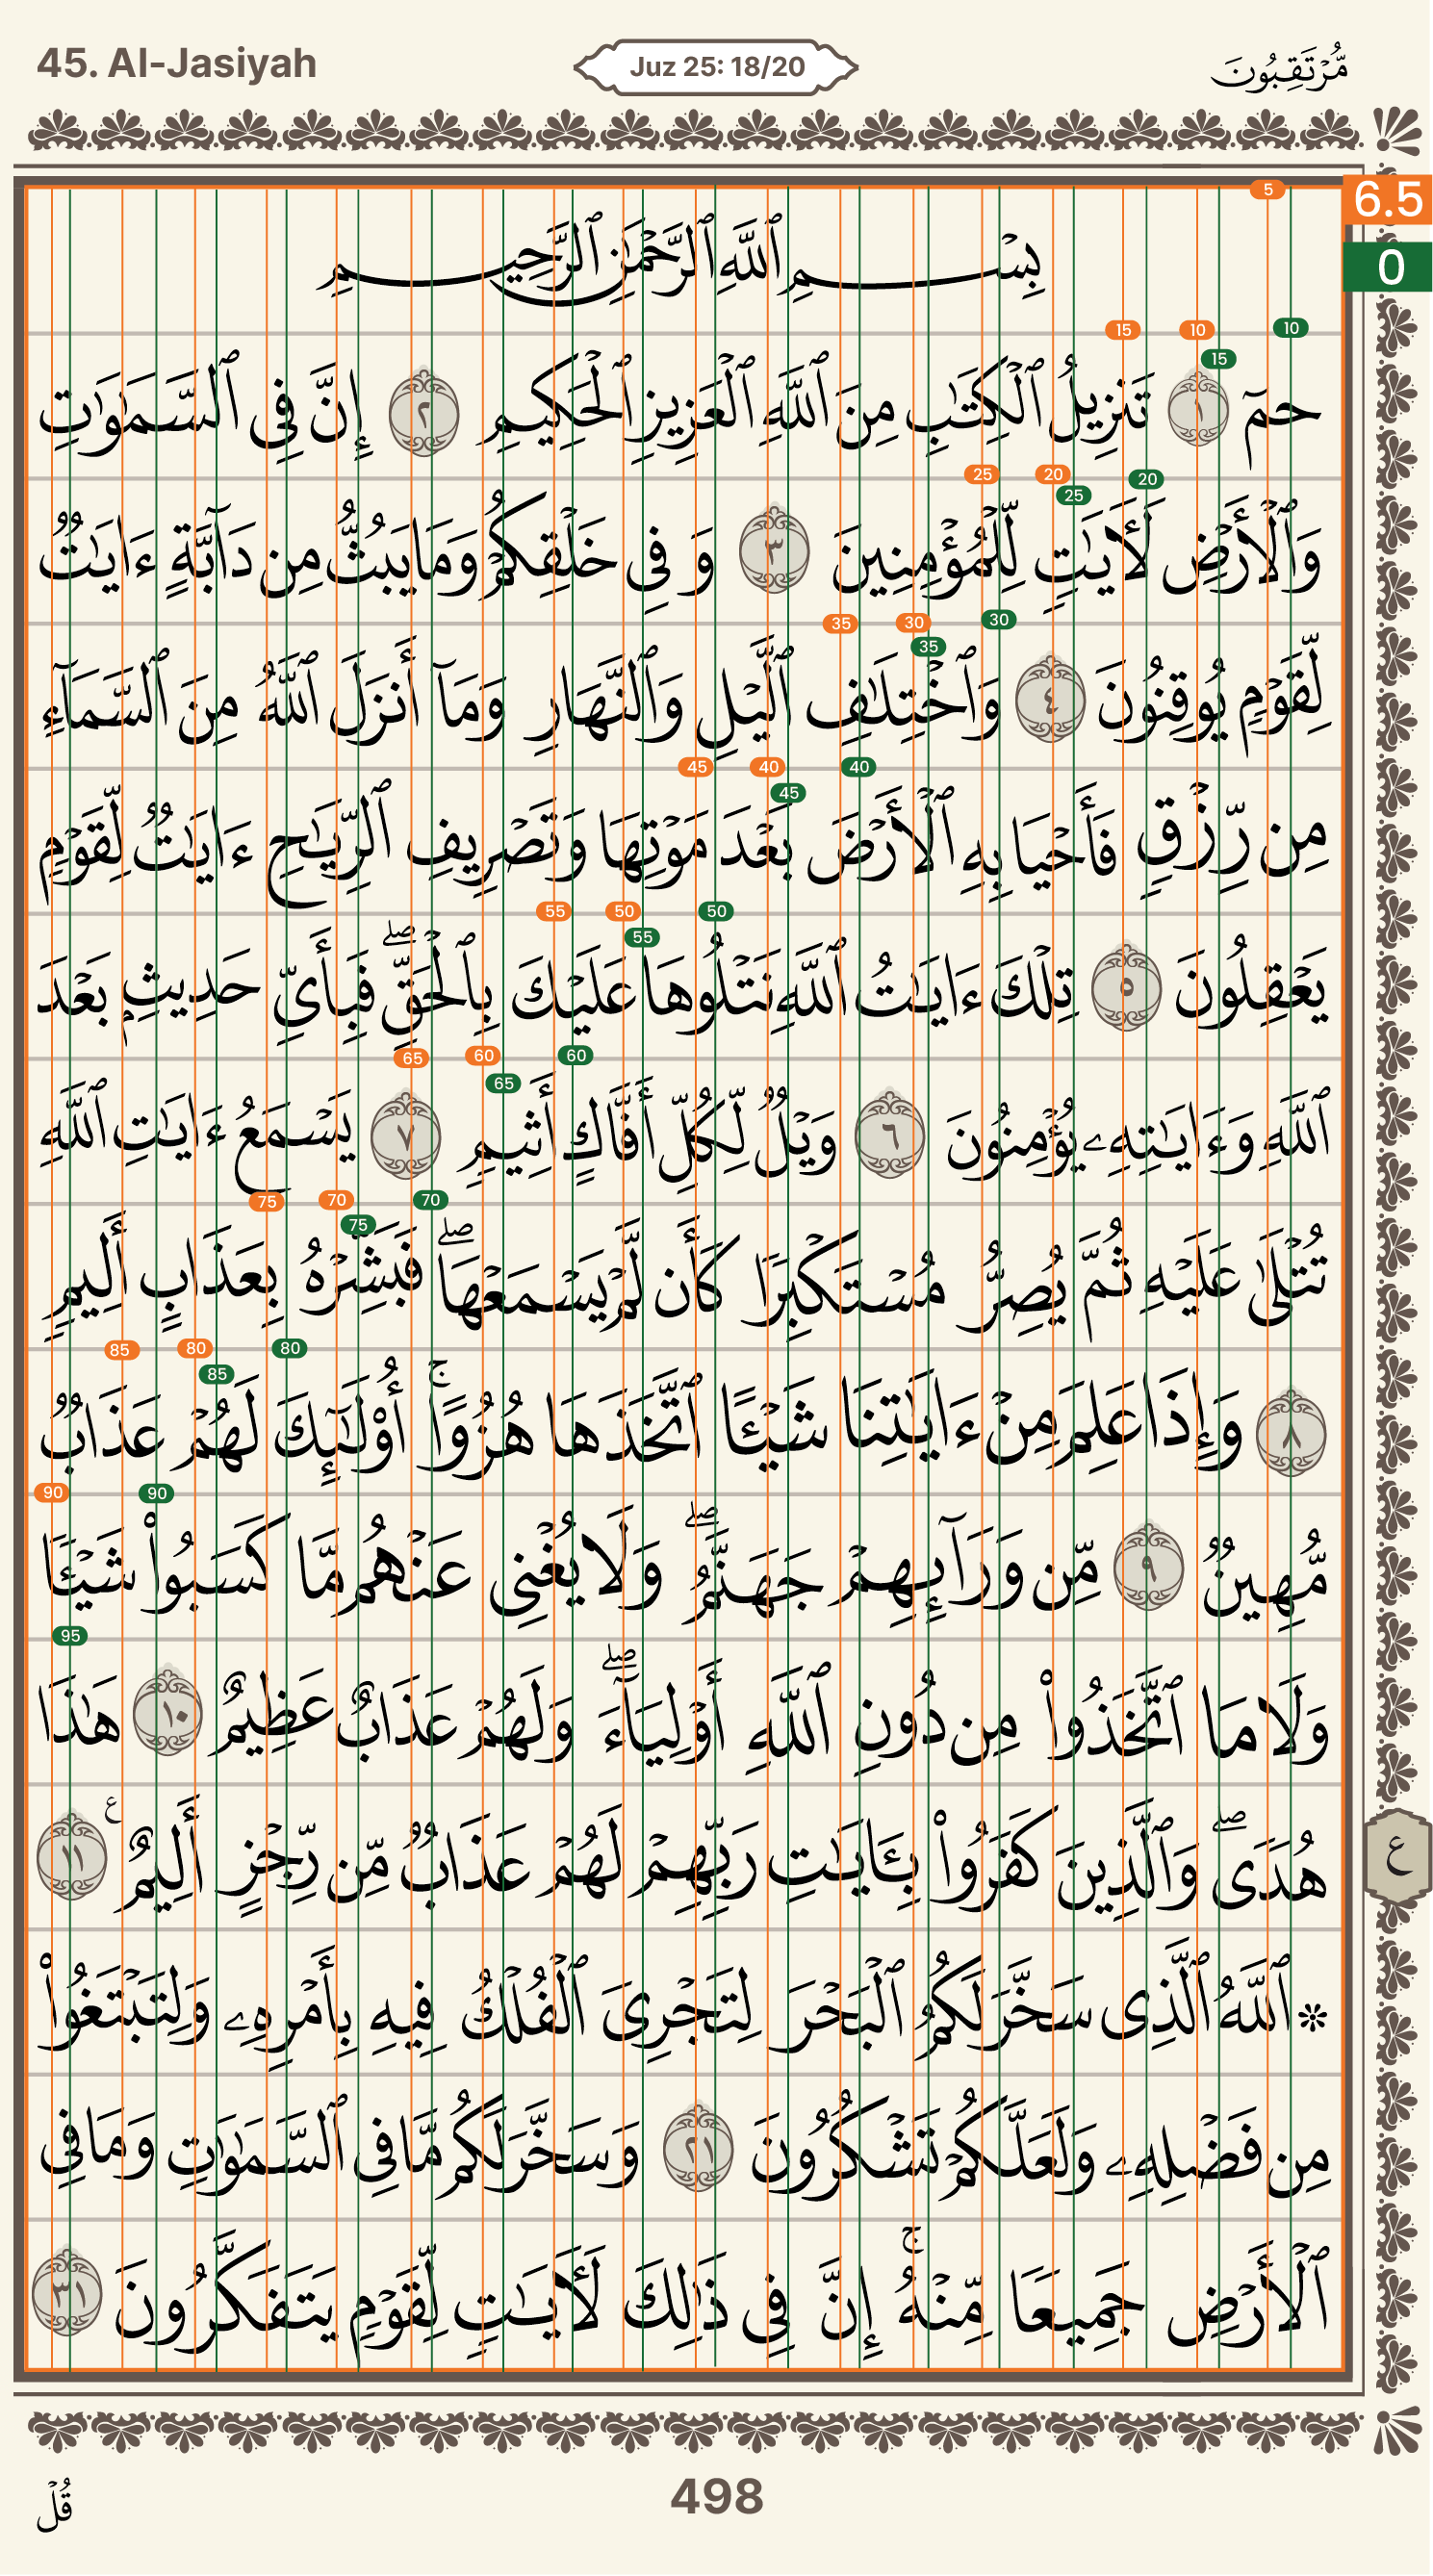 45. Al-Jasiyah
Juz 25: 18/20
مُّرْتَقِبُونَ
5
6.5
0
بِسْمِ ٱللَّهِ ٱلرَّحْمَٰنِ ٱلرَّحِيمِ
15 10 10
15
حمٓ ١ تَنزِيلُ ٱلْكِتَٰبِ مِنَ ٱللَّهِ ٱلْعَزِيزِ ٱلْحَكِيمِ ٢ إِنَّ فِى ٱلسَّمَٰوَٰتِ
25 20 20
25
وَٱلْأَرْضِ لَءَايَٰتٍ لِّلْمُؤْمِنِينَ ٣ وَفِى خَلْقِكُمْ وَمَا يَبُثُّ مِن دَآبَّةٍ ءَايَٰتٌ
35 30 30
35
لِّقَوْمٍ يُوقِنُونَ ٤ وَٱخْتِلَٰفِ ٱلَّيْلِ وَٱلنَّهَارِ وَمَآ أَنزَلَ ٱللَّهُ مِنَ ٱلسَّمَآءِ
45 40 40
45
مِن رِّزْقٍ فَأَحْيَا بِهِ ٱلْأَرْضَ بَعْدَ مَوْتِهَا وَتَصْرِيفِ ٱلرِّيَٰحِ ءَايَٰتٌ لِّقَوْمٍ
55 50 50
55
يَعْقِلُونَ ٥ تِلْكَ ءَايَٰتُ ٱللَّهِ نَتْلُوهَا عَلَيْكَ بِٱلْحَقِّ ۖ فَبِأَىِّ حَدِيثٍ بَعْدَ
65 60 60
65
ٱللَّهِ وَءَايَٰتِهِۦ يُؤْمِنُونَ ٦ وَيْلٌ لِّكُلِّ أَفَّاكٍ أَثِيمٍ ٧ يَسْمَعُ ءَايَٰتِ ٱللَّهِ
75 70 70
75
تُتْلَىٰ عَلَيْهِ ثُمَّ يُصِرُّ مُسْتَكْبِرًا كَأَن لَّمْ يَسْمَعْهَا ۖ فَبَشِّرْهُ بِعَذَابٍ أَلِيمٍ
85 80 80
85
٨ وَإِذَا عَلِمَ مِنْ ءَايَٰتِنَا شَيْـًٔا ٱتَّخَذَهَا هُزُوًا ۚ أُو۟لَٰٓئِكَ لَهُمْ عَذَابٌ
90 90
مُّهِينٌ ٩ مِّن وَرَآئِهِمْ جَهَنَّمُ ۖ وَلَا يُغْنِى عَنْهُم مَّا كَسَبُوا۟ شَيْـًٔا
95
وَلَا مَا ٱتَّخَذُوا۟ مِن دُونِ ٱللَّهِ أَوْلِيَآءَ ۖ وَلَهُمْ عَذَابٌ عَظِيمٌ ١٠ هَٰذَا
هُدًى ۖ وَٱلَّذِينَ كَفَرُوا۟ بِـَٔايَٰتِ رَبِّهِمْ لَهُمْ عَذَابٌ مِّن رِّجْزٍ أَلِيمٌ ع ١١
ع
ٱللَّهُ ٱلَّذِى سَخَّرَ لَكُمُ ٱلْبَحْرَ لِتَجْرِىَ ٱلْفُلْكُ فِيهِ بِأَمْرِهِۦ وَلِتَبْتَغُوا۟
مِن فَضْلِهِۦ وَلَعَلَّكُمْ تَشْكُرُونَ ١٢ وَسَخَّرَ لَكُم مَّا فِى ٱلسَّمَٰوَٰتِ وَمَا فِى
ٱلْأَرْضِ جَمِيعًا مِّنْهُ ۚ إِنَّ فِى ذَٰلِكَ لَءَايَٰتٍ لِّقَوْمٍ يَتَفَكَّرُونَ ١٣
498
قُلْ